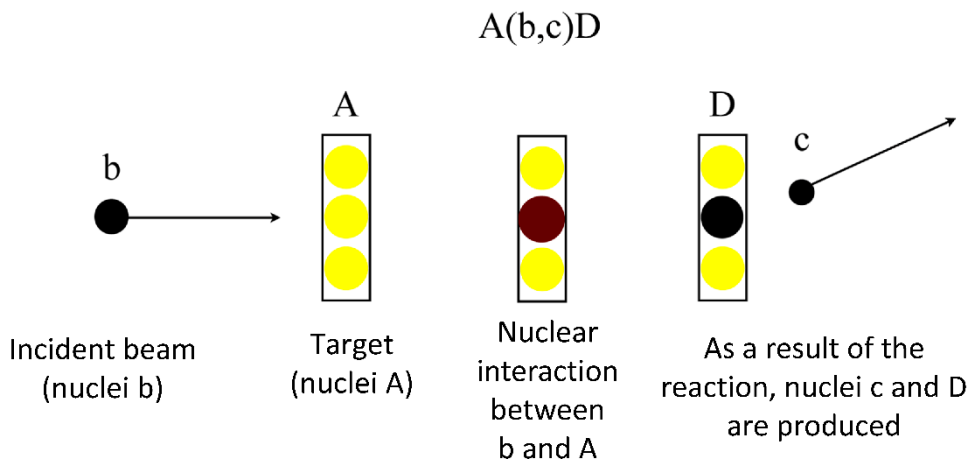 A(b,c)D
b
A
D
c
Incident beam
(nuclei b)
Target
(nuclei A)
Nuclear
interaction
between
b and A
As a result of the
reaction, nuclei c and D
are produced